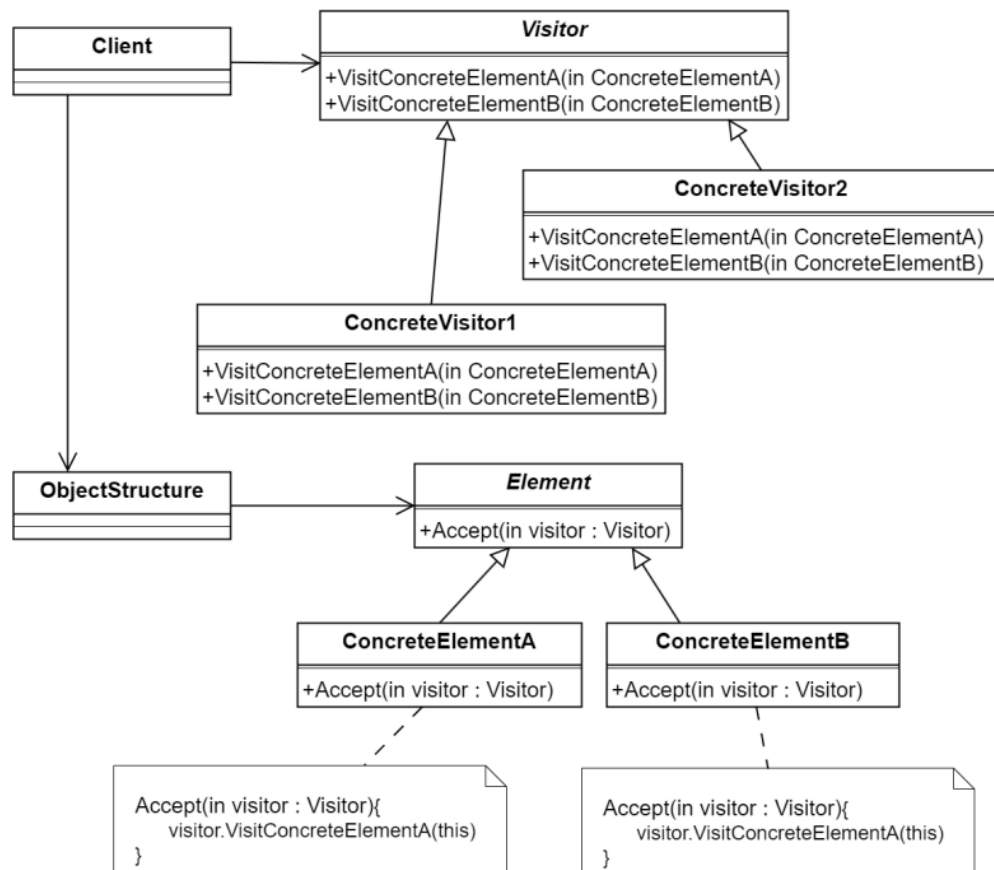 Client
Visitor
+VisitConcreteElementA(in ConcreteElementA)
+VisitConcreteElementB(in ConcreteElementB)
ConcreteVisitor2
+VisitConcreteElementA(in ConcreteElementA)
+VisitConcreteElementB(in ConcreteElementB)
ConcreteVisitor1
+VisitConcreteElementA(in ConcreteElementA)
+VisitConcreteElementB(in ConcreteElementB)
ObjectStructure
Element
+Accept(in visitor : Visitor)
ConcreteElementA
+Accept(in visitor : Visitor)
ConcreteElementB
+Accept(in visitor : Visitor)
Accept(in visitor : Visitor){
visitor.VisitConcreteElementA(this)
}
Accept(in visitor : Visitor){
visitor.VisitConcreteElementA(this)
}